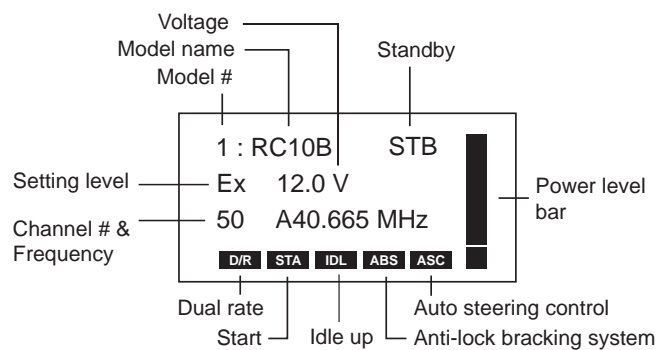 Voltage
Model name
Standby
Model #
1 : RC10B STB
Setting level
Ex 12.0 V
Power level
bar
Channel # &
Frequency
50 A40.665 MHz
D/R STA IDL ABS ASC
Dual rate
Auto steering control
Start
Idle up
Anti-lock bracking system